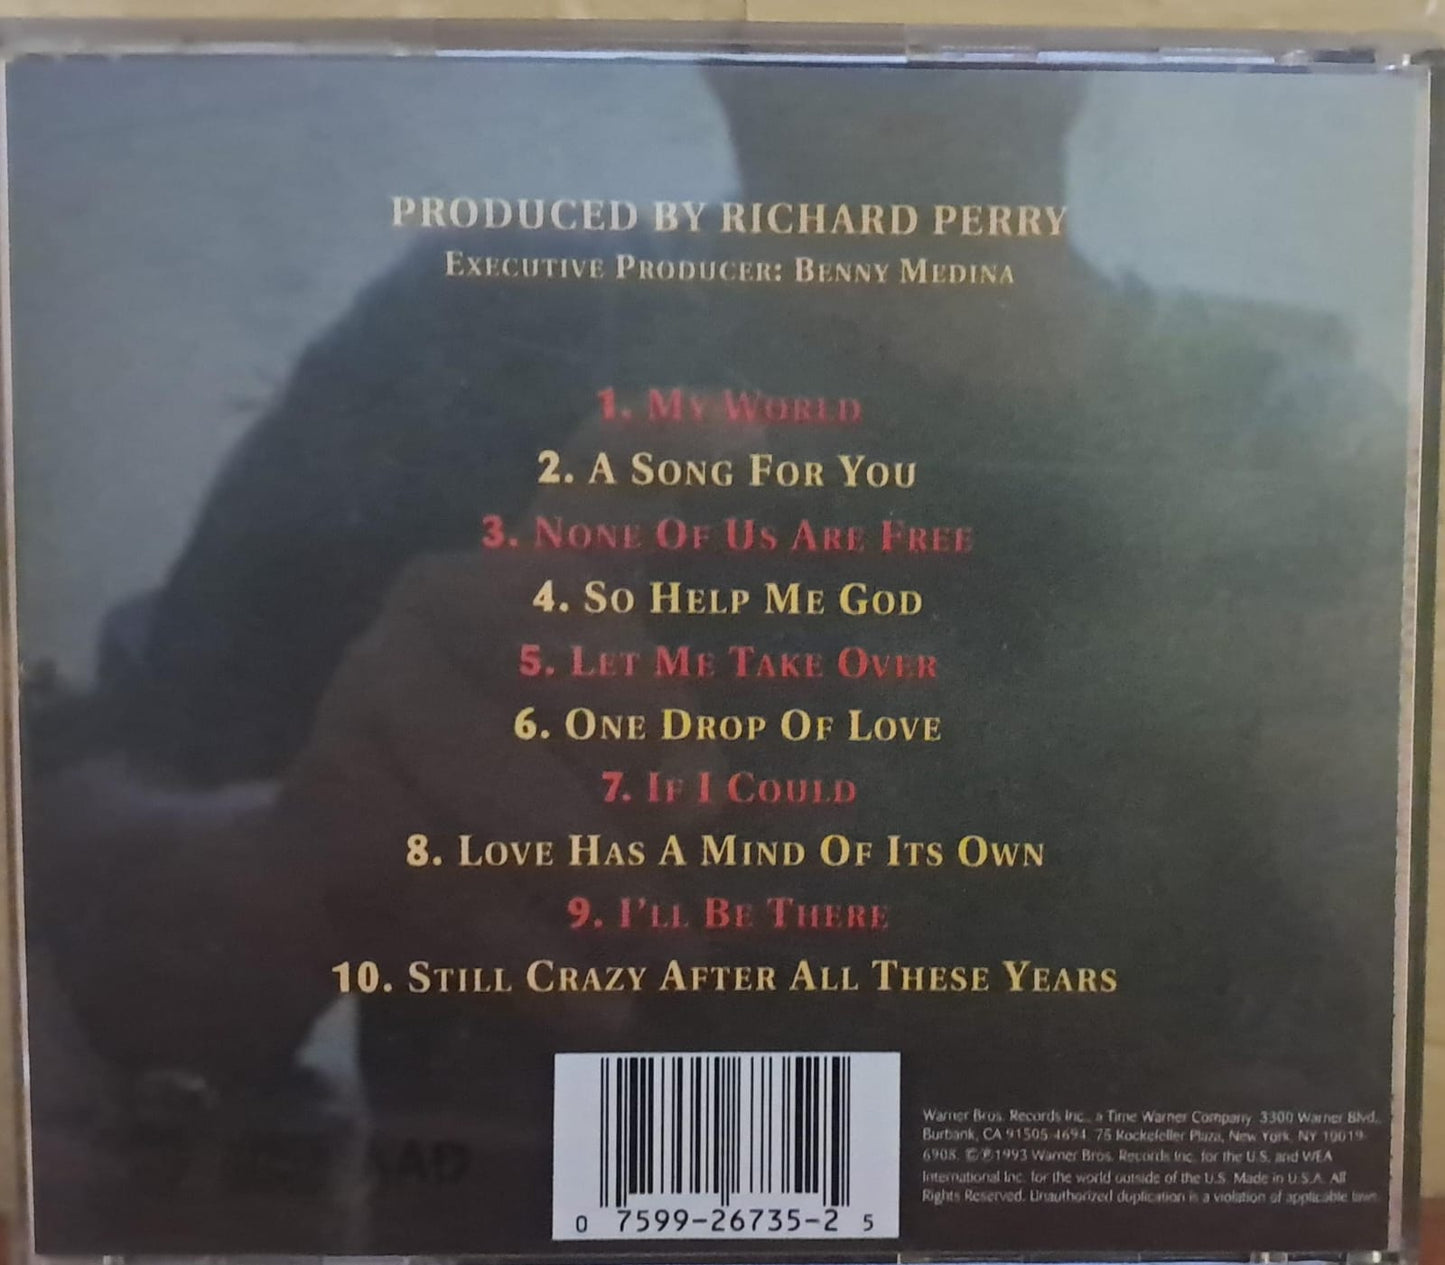 PRODUCED BY RICHARD PERRY
EXECUTIVE PRODUCER: BENNY MEDINA
1. MY WORLD
2. A SONG FOR YOU
3. NONE OF US ARE FREE
4. SO HELP ME GOD
5. LET ME TAKE OVER
6. ONE DROP OF LOVE
7. IF I COULD
8. LOVE HAS A MIND OF ITS OWN
9. I'LL BE THERE
10. STILL CRAZY AFTER ALL THESE YEARS
0 7599-26735-2 5
Warner Bros. Records Inc., a Time Warner Company. 3300 Warner Blvd.,
Burbank, CA 91505-4694. 75 Rockefeller Plaza, New York, NY 10019-
6908. © ℗ 1993 Warner Bros. Records Inc. for the U.S. and WEA
International Inc. for the world outside of the U.S. Made in U.S.A. All
Rights Reserved. Unauthorized duplication is a violation of applicable laws.